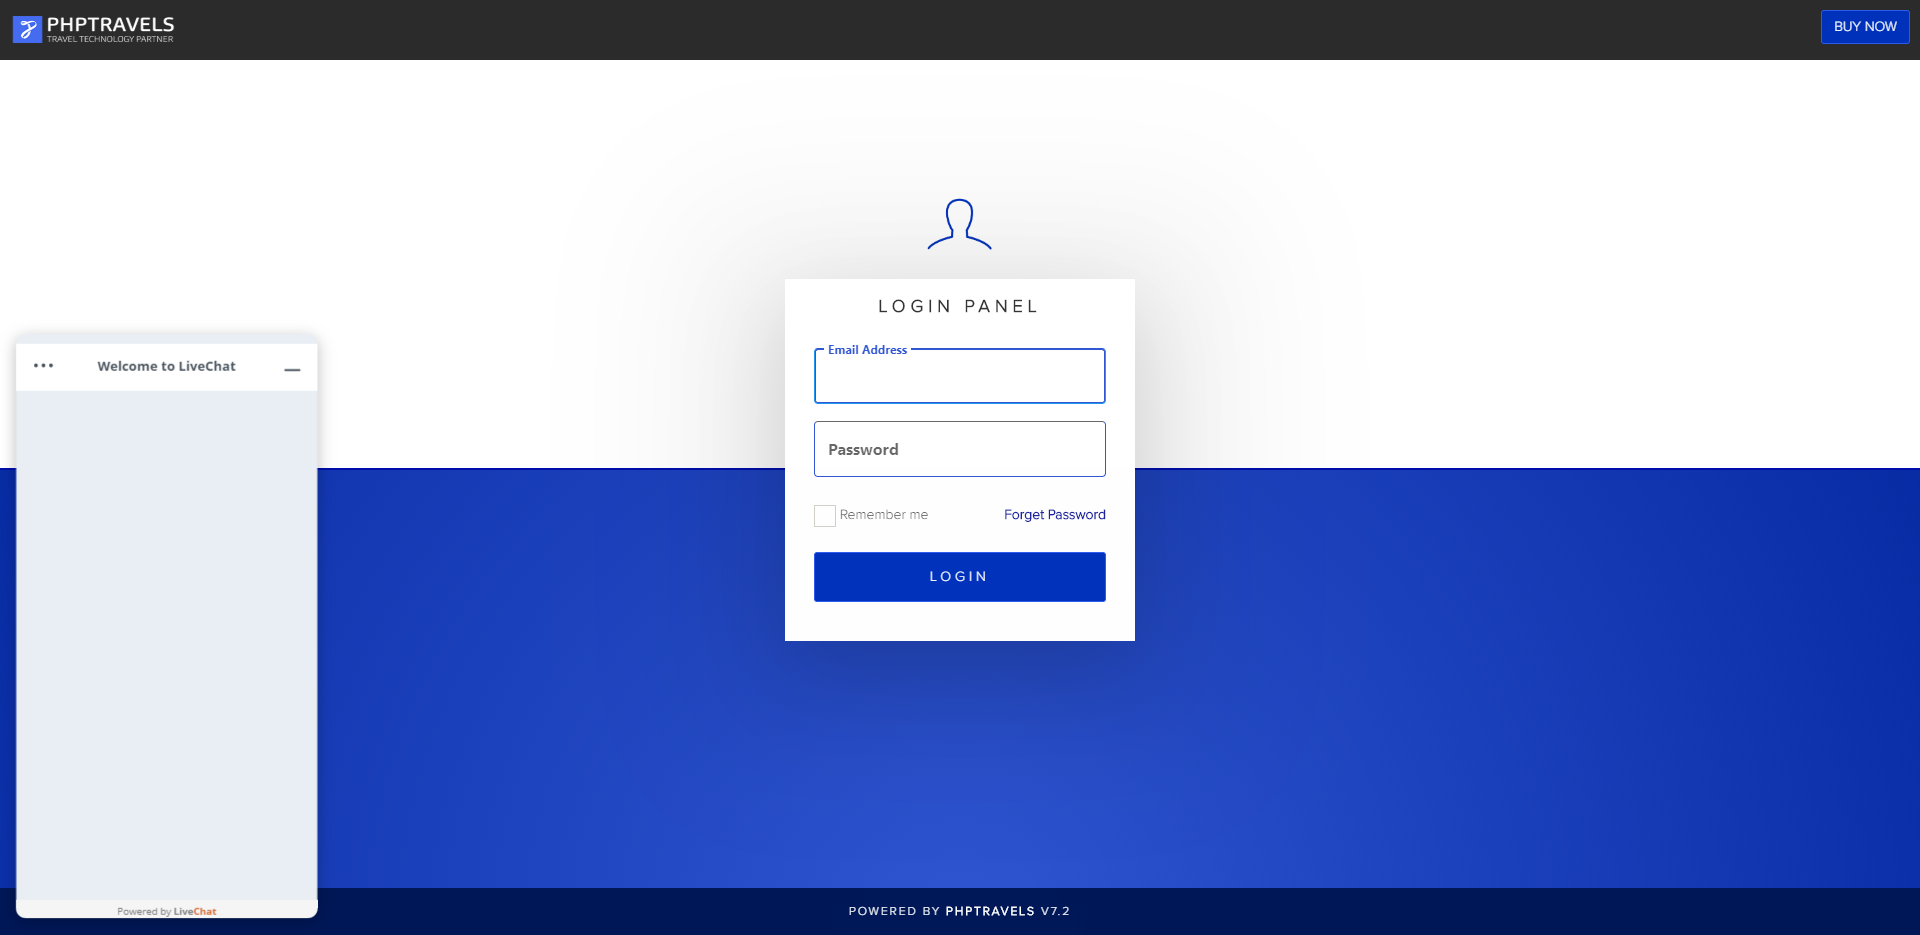 PHPTRAVELS
TRAVEL TECHNOLOGY PARTNER
BUY NOW
LOGIN PANEL
Email Address
Password
Remember me
Forget Password
LOGIN
Welcome to LiveChat
Powered by LiveChat
POWERED BY PHPTRAVELS V7.2